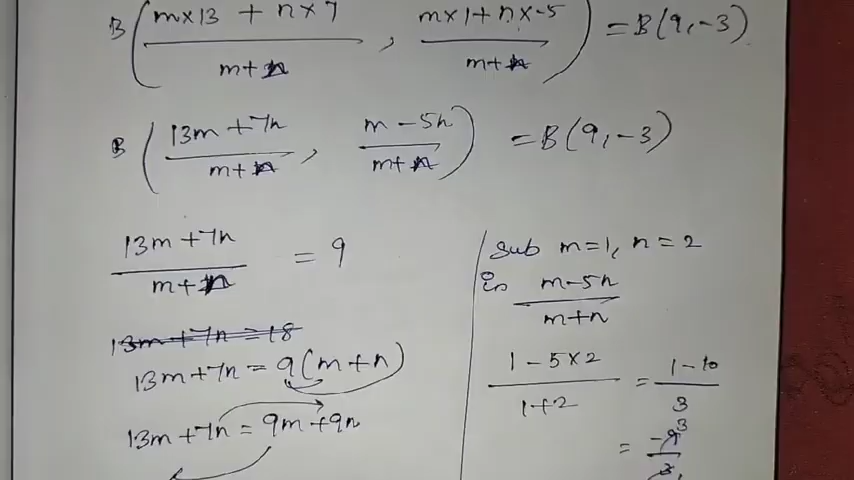 B( (m×13 + n×7)/(m+n) , (m×1+n×-5)/(m+n) ) = B(9,-3)
B( (13m+7n)/(m+n) , (m-5n)/(m+n) ) = B(9,-3)
(13m+7n)/(m+n) = 9
13m+7n=18
13m+7n = 9(m+n)
13m+7n = 9m+9n
Sub m=1, n=2
in (m-5n)/(m+n)
(1-5×2)/(1+2) = (1-10)/3
= -9 3/3 1